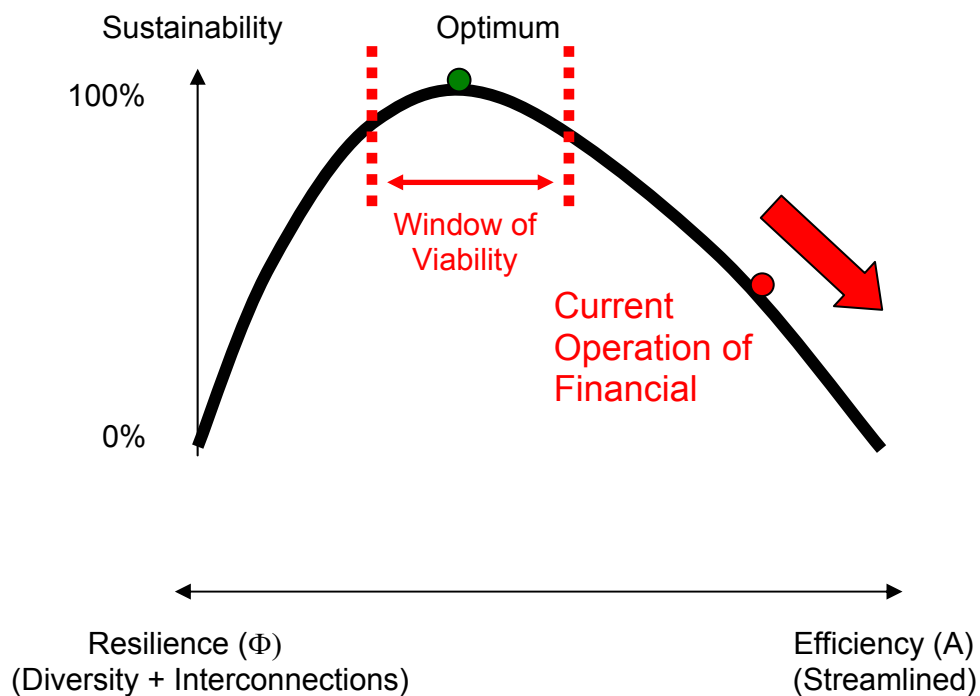 Sustainability
Optimum
100%
Window of
Viability
Current
Operation of
Financial
0%
Resilience (Φ)
(Diversity + Interconnections)
Efficiency (A)
(Streamlined)